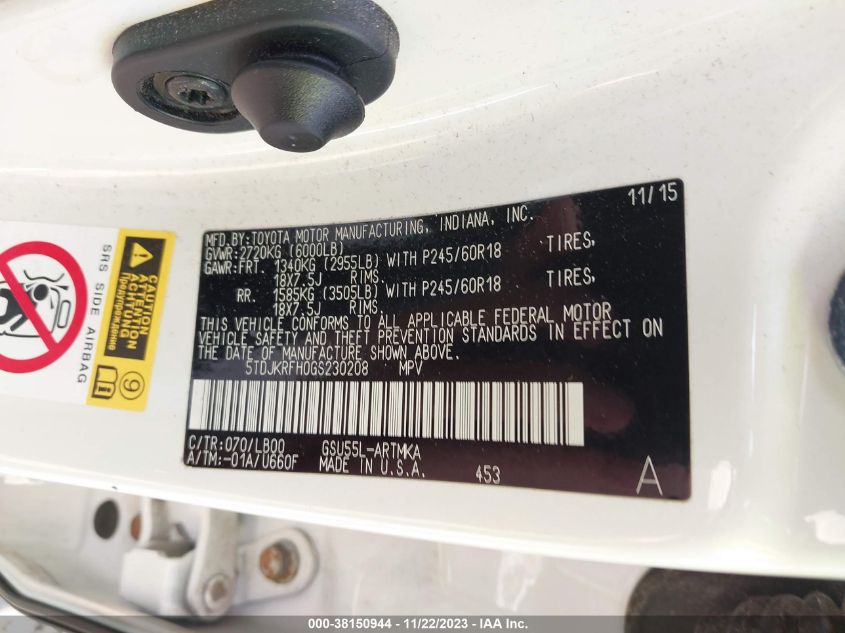 11/15
MFD.BY:TOYOTA MOTOR MANUFACTURING, INDIANA, INC.
GVWR:2720KG (6000LB)
GAWR:FRT. 1340KG (2955LB) WITH P245/60R18 TIRES,
18X7.5J RIMS
RR. 1585KG (3505LB) WITH P245/60R18 TIRES,
18X7.5J RIMS
THIS VEHICLE CONFORMS TO ALL APPLICABLE FEDERAL MOTOR
VEHICLE SAFETY AND THEFT PREVENTION STANDARDS IN EFFECT ON
THE DATE OF MANUFACTURE SHOWN ABOVE.
5TDJKRFH0GS230208 MPV
C/TR:070/LB00 GSU55L-ARTMKA
A/TM:-01A/U660F MADE IN U.S.A. 453
A
SRS SIDE AIRBAG
CAUTION
ACHTUNG
ATTENTION
CAUTION
9
000-38150944 - 11/22/2023 - IAA Inc.